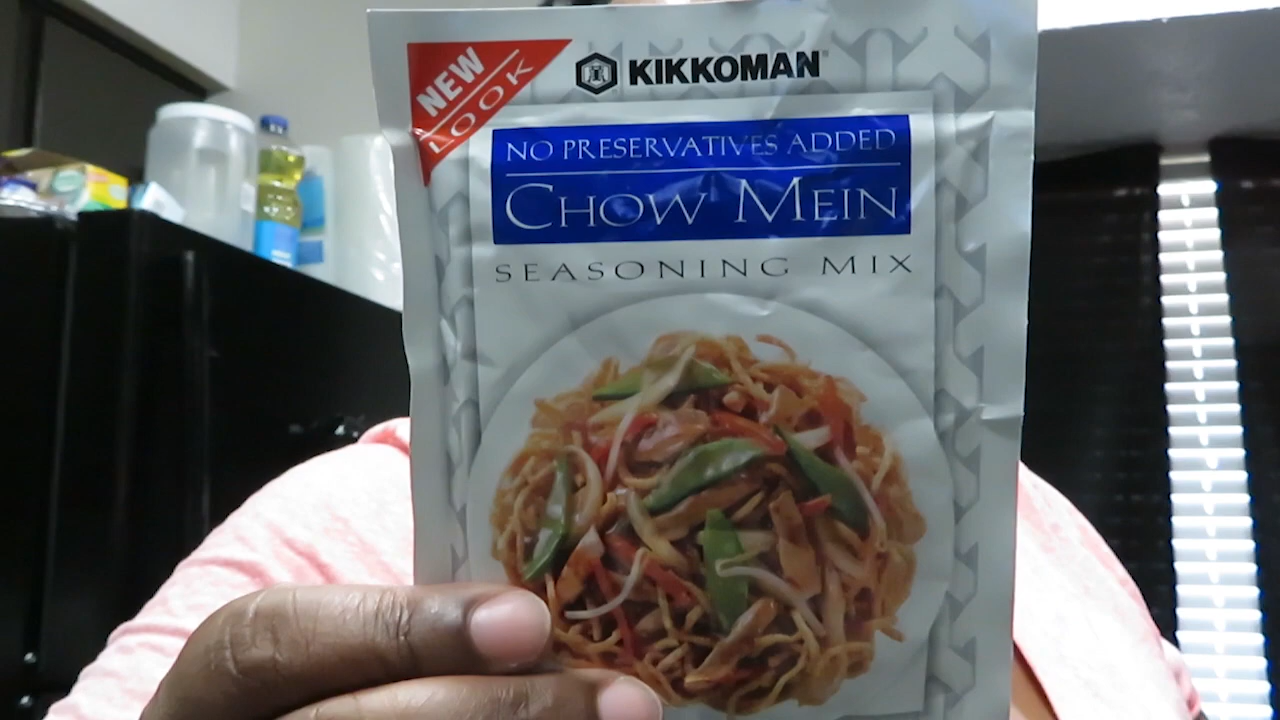 NEW
LOOK
KIKKOMAN
NO PRESERVATIVES ADDED
CHOW MEIN
SEASONING MIX